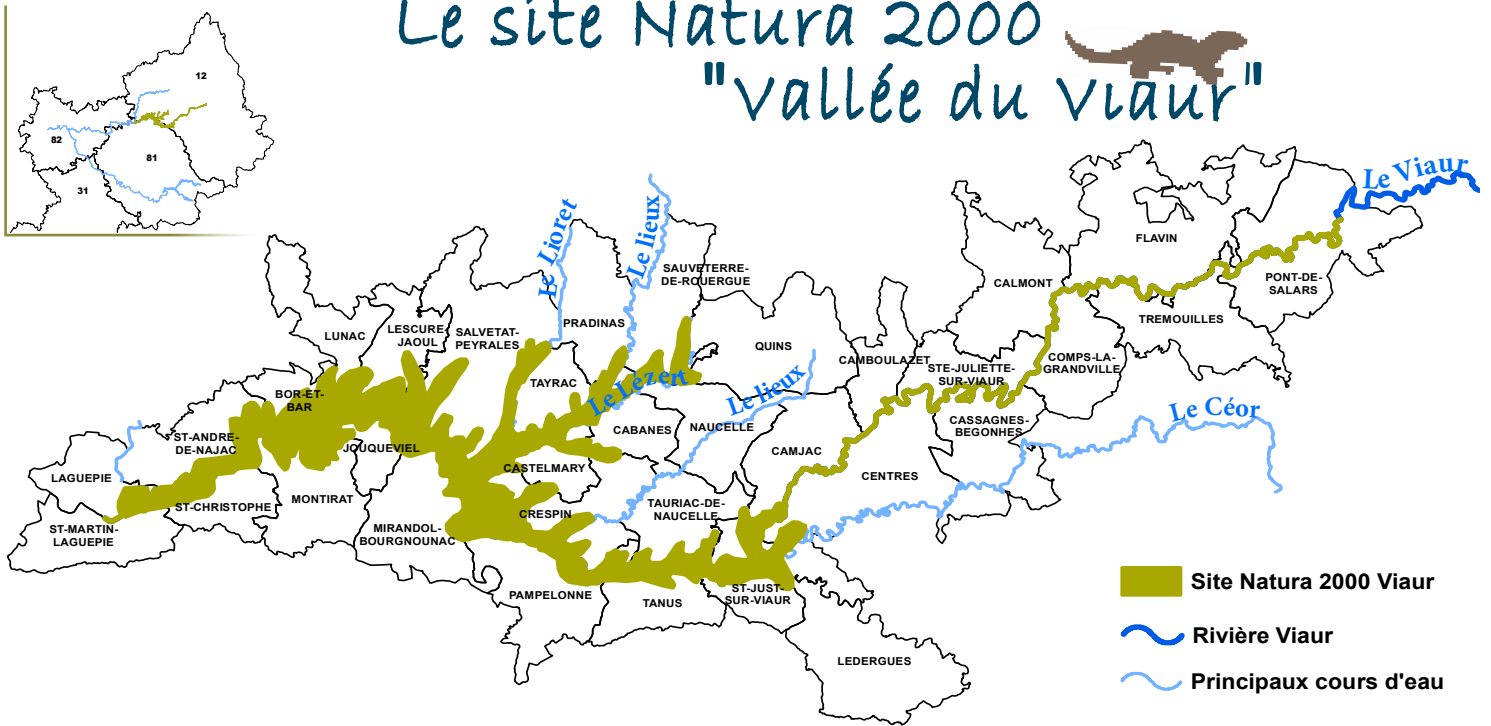 Le site Natura 2000
"Vallée du Viaur"
12
82
81
31
Le Viaur
Le Lioret
Le lieux
FLAVIN
SAUVETERRE-
DE-ROUERGUE
CALMONT
PONT-DE-
SALARS
TREMOUILLES
PRADINAS
LUNAC
LESCURE-
JAOUL
SALVETAT-
PEYRALES
QUINS
CAMBOULAZET
COMPS-LA-
GRANDVILLE
STE-JULIETTE-
SUR-VIAUR
TAYRAC
Le Lézert
Le lieux
BOR-ET-
BAR
Le Céor
CASSAGNES-
BEGONHES
CABANES
NAUCELLE
ST-ANDRE-
DE-NAJAC
JOUQUEVIEL
CAMJAC
CASTELMARY
LAGUEPIE
CENTRES
MONTIRAT
ST-CHRISTOPHE
TAURIAC-DE-
NAUCELLE
CRESPIN
ST-MARTIN-
LAGUEPIE
MIRANDOL-
BOURGNOUNAC
PAMPELONNE
TANUS
ST-JUST-
SUR-VIAUR
LEDERGUES
Site Natura 2000 Viaur
Rivière Viaur
Principaux cours d'eau